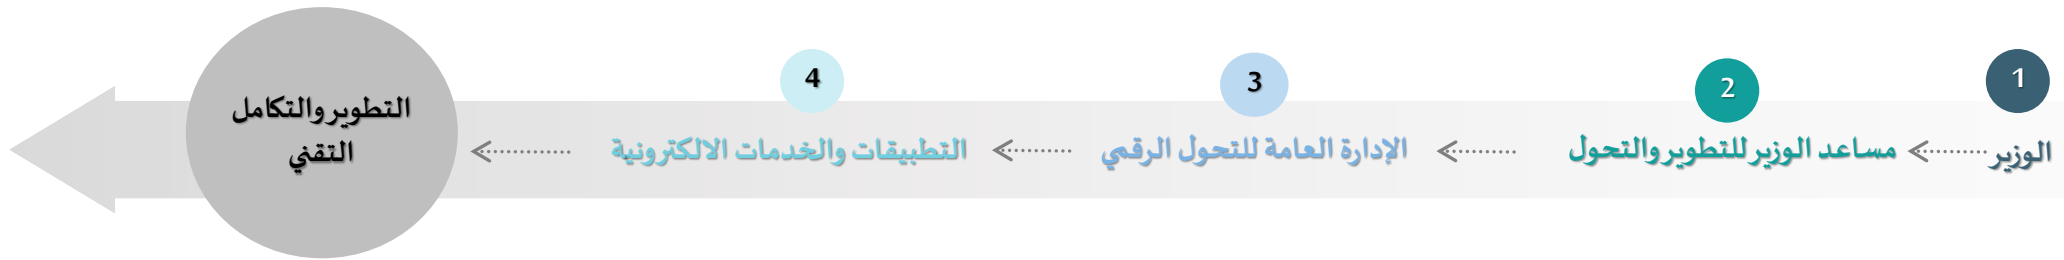 1
الوزير
2
مساعد الوزير للتطوير والتحول
3
الإدارة العامة للتحول الرقمي
4
التطبيقات والخدمات الالكترونية
التطوير والتكامل
التقني